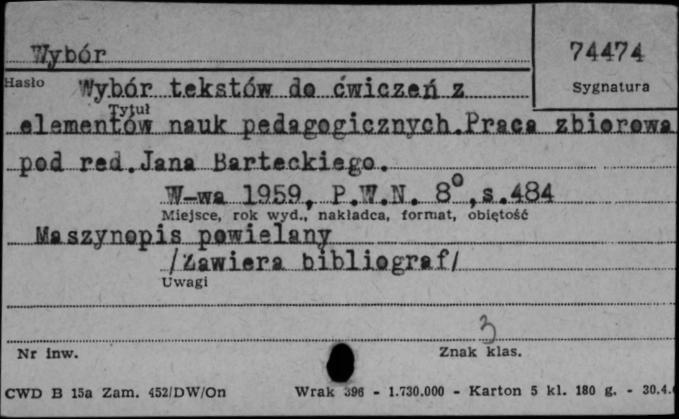 Wybór
74474
Hasło
Sygnatura
Wybór tekstów do ćwiczeń z
Tytuł
elementów nauk pedagogicznych.Praca zbiorowa
pod red.Jana Barteckiego.
W-wa 1959, P.W.N. 8°,s.484
Miejsce, rok wyd., nakładca, format, objętość
Maszynopis powielany
/Zawiera bibliograf/
Uwagi
3
Nr inw.
Znak klas.
CWD B 15a Zam. 452/DW/On Wrak 396 - 1.730.000 - Karton 5 kl. 180 g. - 30.4.